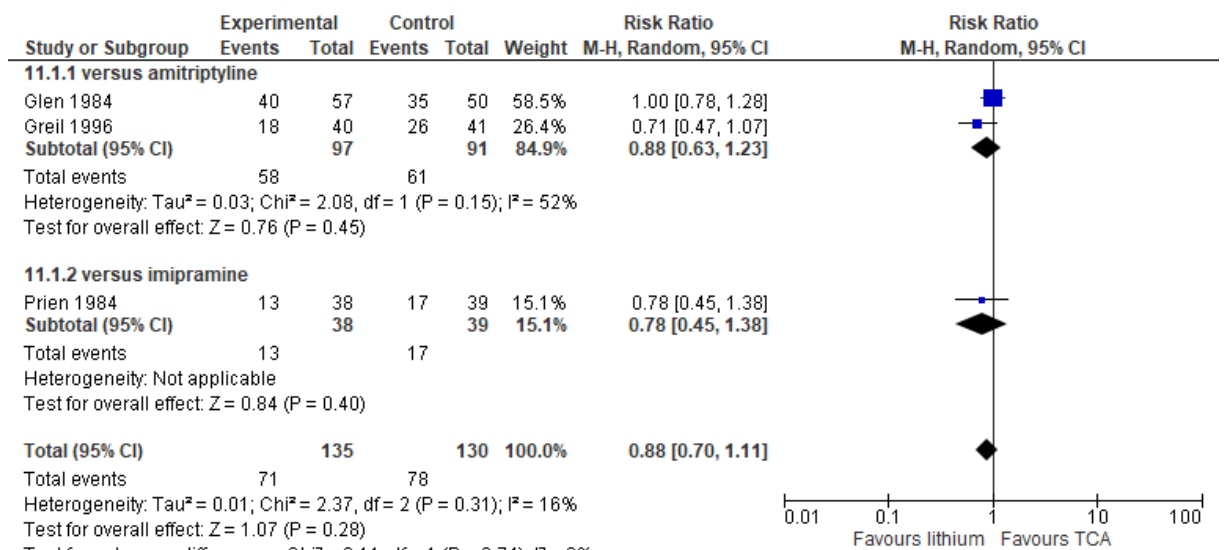 Experimental Control Risk Ratio Risk Ratio
Study or Subgroup Events Total Events Total Weight M-H, Random, 95% CI M-H, Random, 95% CI
11.1.1 versus amitriptyline
Glen 1984 40 57 35 50 58.5% 1.00 [0.78, 1.28]
Greil 1996 18 40 26 41 26.4% 0.71 [0.47, 1.07]
Subtotal (95% CI) 97 91 84.9% 0.88 [0.63, 1.23]
Total events 58 61
Heterogeneity: Tau² = 0.03; Chi² = 2.08, df = 1 (P = 0.15); I² = 52%
Test for overall effect: Z = 0.76 (P = 0.45)
11.1.2 versus imipramine
Prien 1984 13 38 17 39 15.1% 0.78 [0.45, 1.38]
Subtotal (95% CI) 38 39 15.1% 0.78 [0.45, 1.38]
Total events 13 17
Heterogeneity: Not applicable
Test for overall effect: Z = 0.84 (P = 0.40)
Total (95% CI) 135 130 100.0% 0.88 [0.70, 1.11]
Total events 71 78
Heterogeneity: Tau² = 0.01; Chi² = 2.37, df = 2 (P = 0.31); I² = 16%
Test for overall effect: Z = 1.07 (P = 0.28)
0.01 0.1 1 10 100
Favours lithium Favours TCA